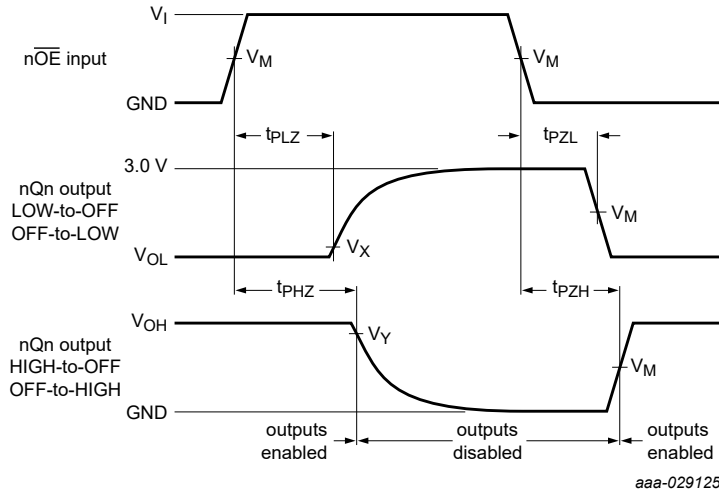 V_I
n‾OE input
V_M
V_M
GND
t_PLZ
t_PZL
3.0 V
nQn output
LOW-to-OFF
OFF-to-LOW
V_M
V_X
V_OL
t_PHZ
t_PZH
V_OH
V_Y
nQn output
HIGH-to-OFF
OFF-to-HIGH
V_M
GND
outputs
enabled
outputs
disabled
outputs
enabled
aaa-029125